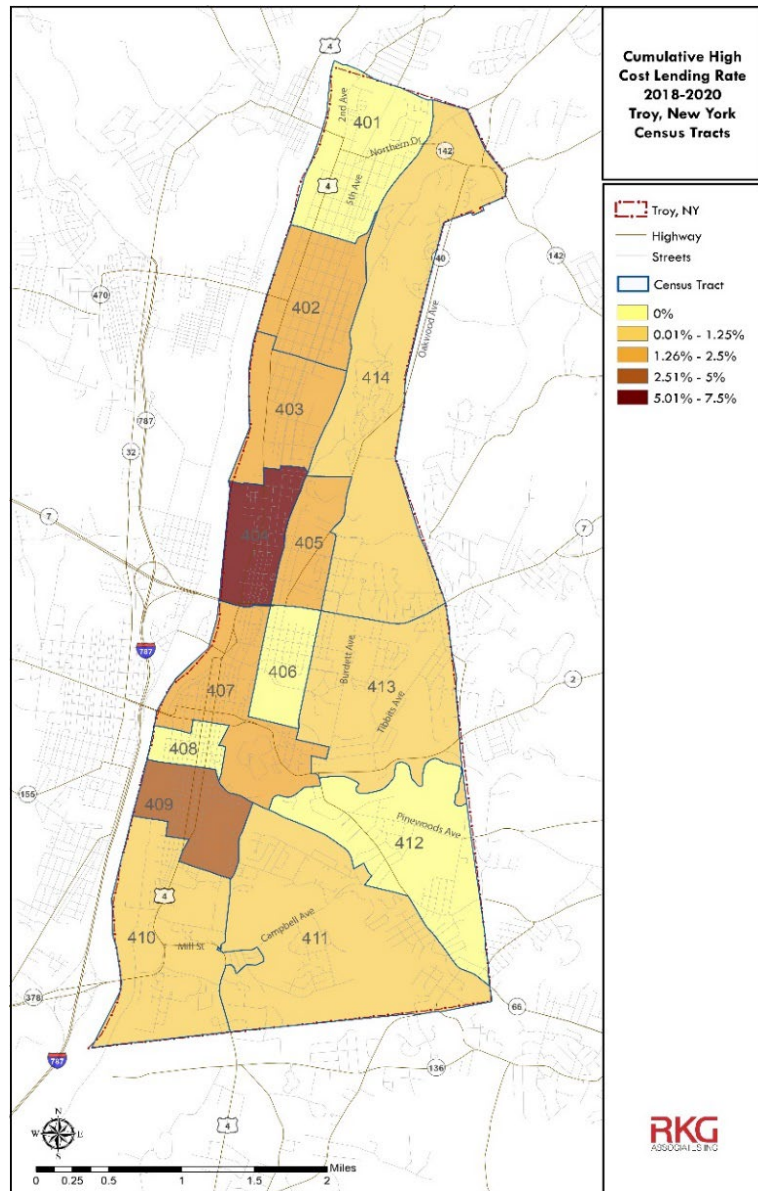 Cumulative High
Cost Lending Rate
2018-2020
Troy, New York
Census Tracts
Troy, NY
Highway
Streets
Census Tract
0%
0.01% - 1.25%
1.26% - 2.5%
2.51% - 5%
5.01% - 7.5%
4
2nd Ave
401
Northern Dr
142
4
5th Ave
40
142
470
402
Oakwood Ave
414
403
787
32
7
404
405
7
787
407
406
Burdett Ave
413
2
Tibbits Ave
408
155
409
Pinewoods Ave
412
4
410
Mill St
Campbell Ave
411
378
66
787
136
4
N
W
E
S
Miles
0
0.25
0.5
1
1.5
2
RKG
ASSOCIATES INC